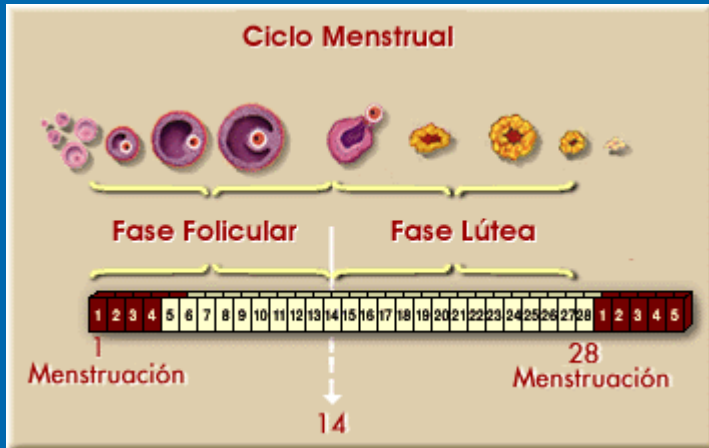 Ciclo Menstrual
Fase Folicular Fase Lútea
1 2 3 4 5 6 7 8 9 10 11 12 13 14 15 16 17 18 19 20 21 22 23 24 25 26 27 28 1 2 3 4 5
1 28
Menstruación Menstruación
14